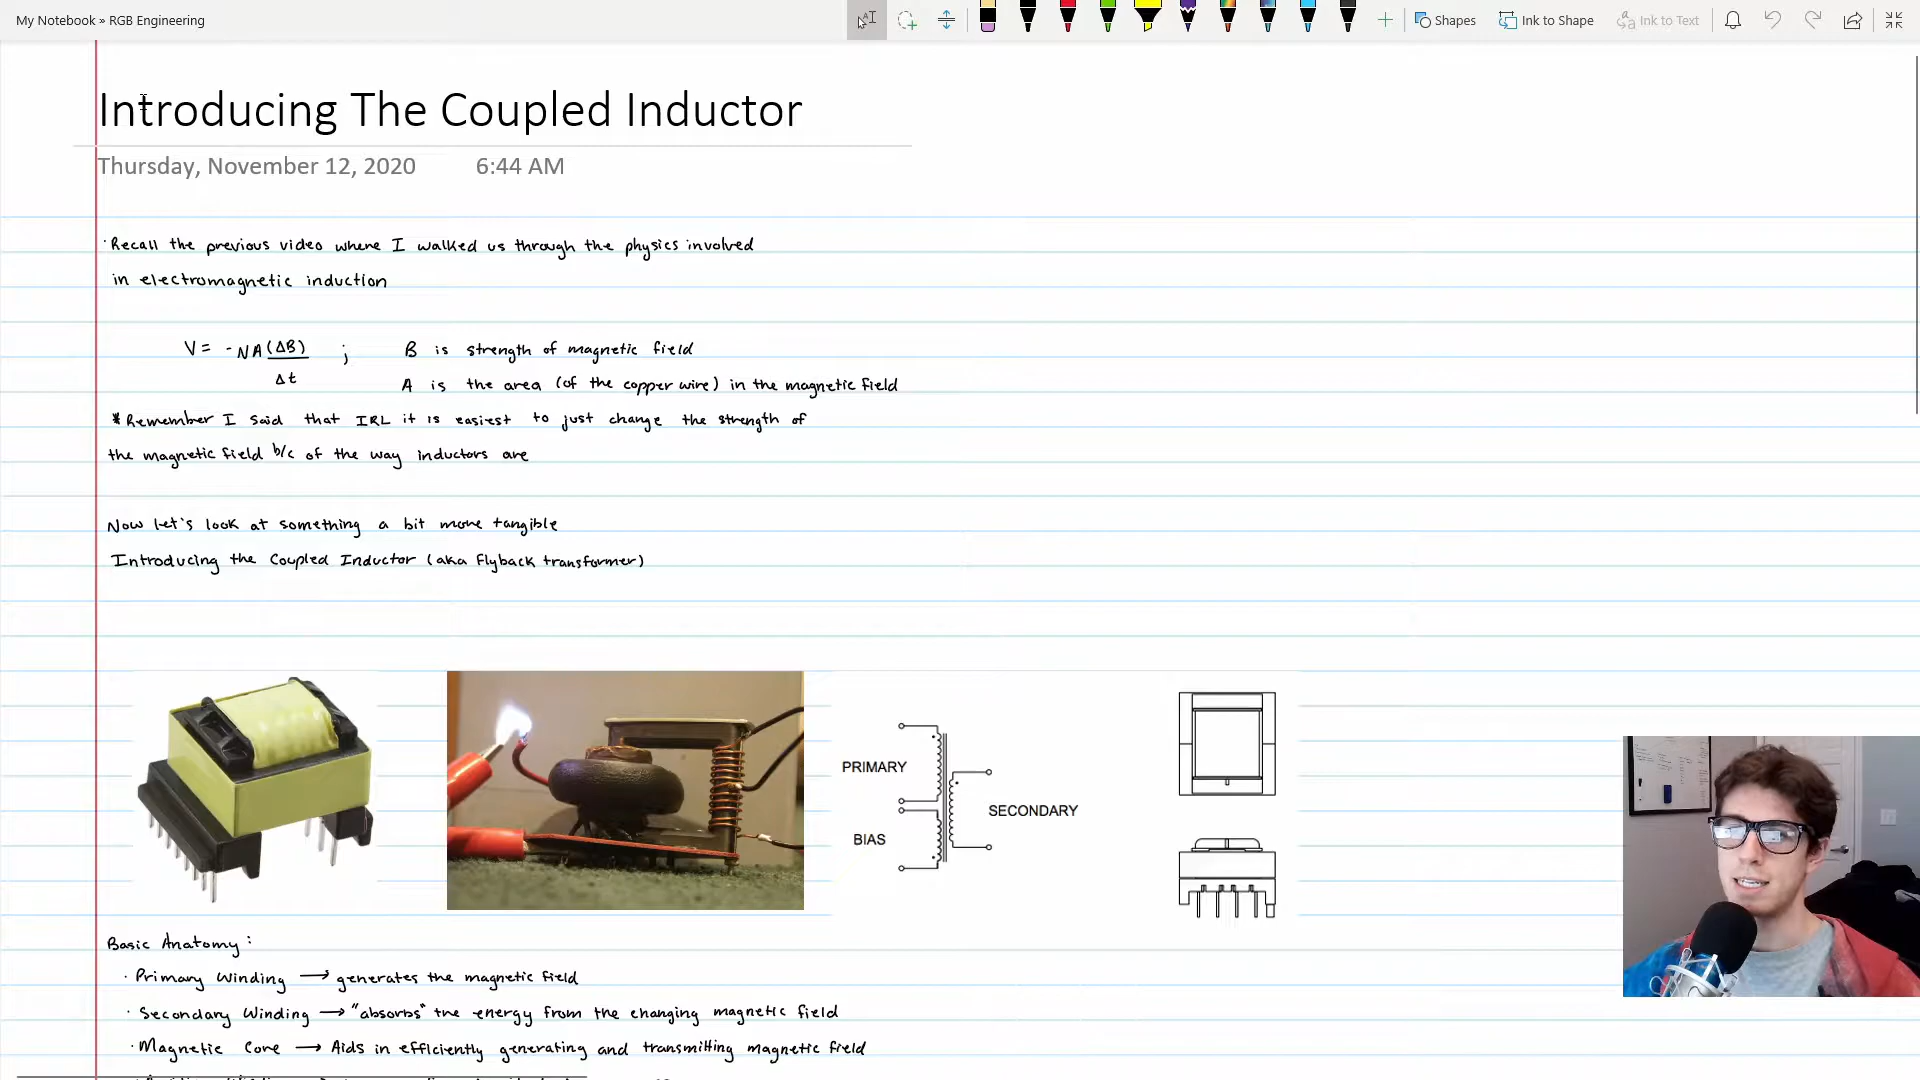 My Notebook » RGB Engineering
Shapes
Ink to Shape
Ink to Text
Introducing The Coupled Inductor
Thursday, November 12, 2020 6:44 AM
· Recall the previous video where I walked us through the physics involved
in electromagnetic induction
V = -NA(ΔB)
Δt
; B is strength of magnetic field
A is the area (of the copper wire) in the magnetic field
* Remember I said that IRL it is easiest to just change the strength of
the magnetic field b/c of the way inductors are
Now let's look at something a bit more tangible
Introducing the Coupled Inductor (aka Flyback transformer)
PRIMARY
BIAS
SECONDARY
Basic Anatomy:
· Primary Winding → generates the magnetic field
· Secondary Winding → "absorbs" the energy from the changing magnetic field
· Magnetic Core → Aids in efficiently generating and transmitting magnetic field